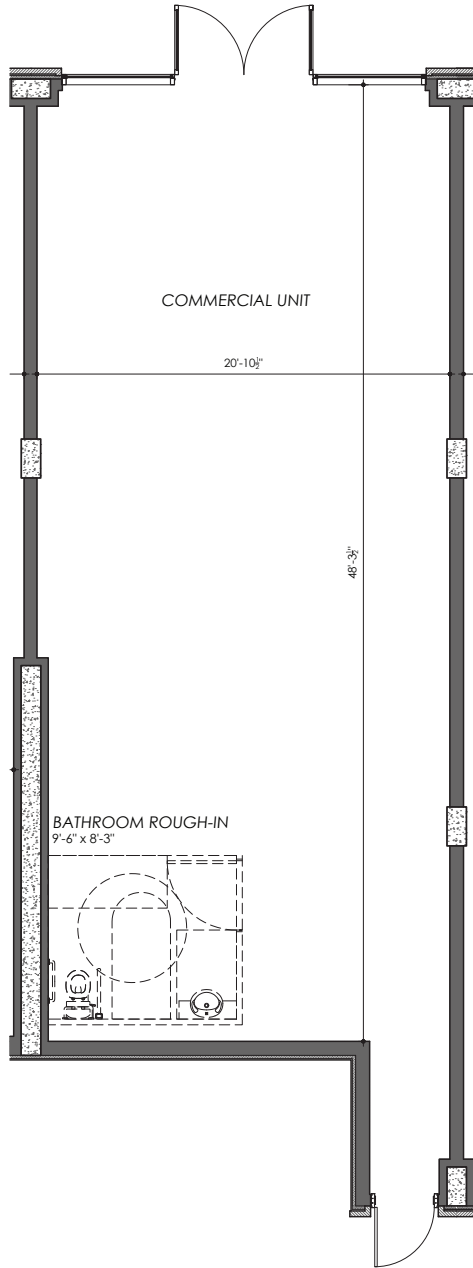 COMMERCIAL UNIT
20'-10½"
48'-3½"
BATHROOM ROUGH-IN
9'-6" x 8'-3"